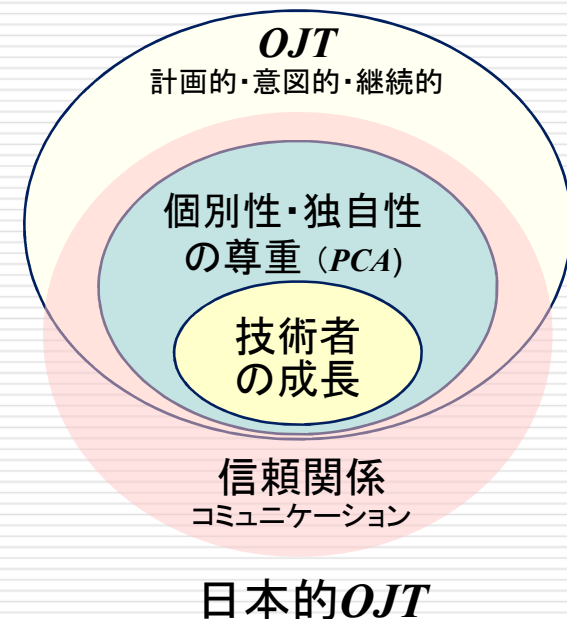 OJT
計画的・意図的・継続的
個別性・独自性
の尊重（PCA)
技術者
の成長
信頼関係
コミュニケーション
日本的OJT